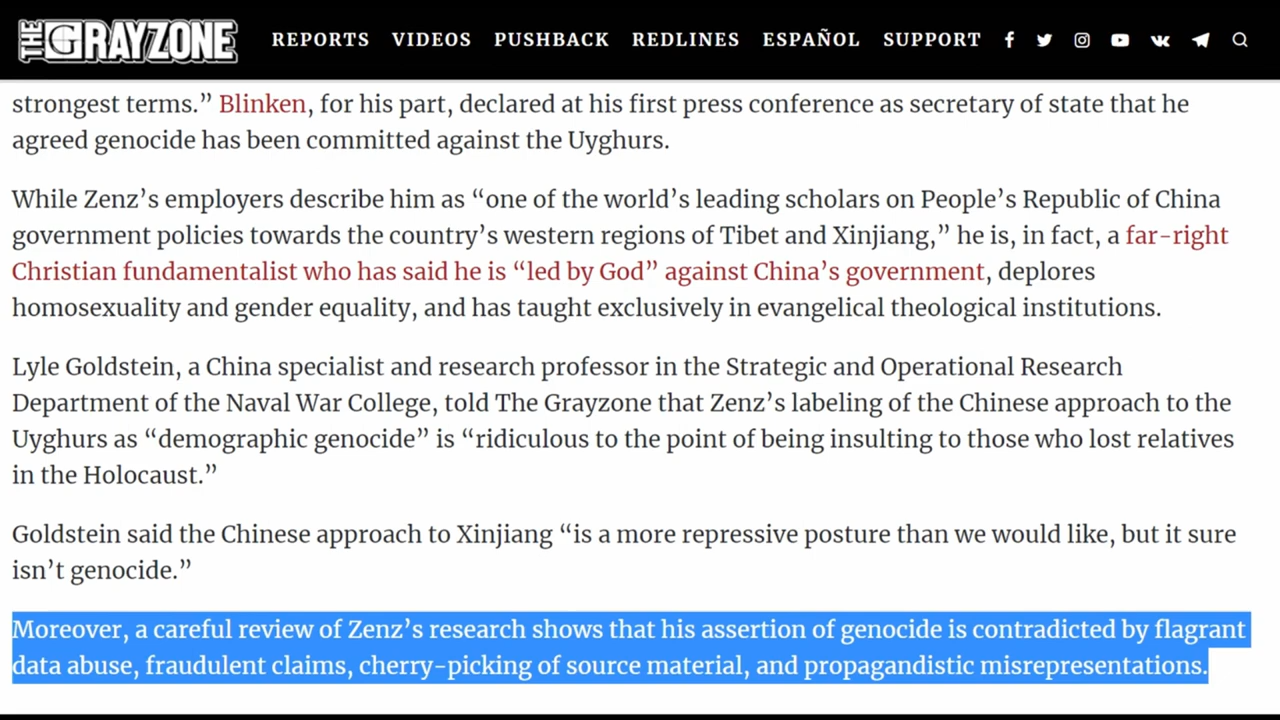 THE GRAYZONE REPORTS VIDEOS PUSHBACK REDLINES ESPAÑOL SUPPORT
strongest terms.” Blinken, for his part, declared at his first press conference as secretary of state that he
agreed genocide has been committed against the Uyghurs.
While Zenz’s employers describe him as “one of the world’s leading scholars on People’s Republic of China
government policies towards the country’s western regions of Tibet and Xinjiang,” he is, in fact, a far-right
Christian fundamentalist who has said he is “led by God” against China’s government, deplores
homosexuality and gender equality, and has taught exclusively in evangelical theological institutions.
Lyle Goldstein, a China specialist and research professor in the Strategic and Operational Research
Department of the Naval War College, told The Grayzone that Zenz’s labeling of the Chinese approach to the
Uyghurs as “demographic genocide” is “ridiculous to the point of being insulting to those who lost relatives
in the Holocaust.”
Goldstein said the Chinese approach to Xinjiang “is a more repressive posture than we would like, but it sure
isn’t genocide.”
Moreover, a careful review of Zenz’s research shows that his assertion of genocide is contradicted by flagrant
data abuse, fraudulent claims, cherry-picking of source material, and propagandistic misrepresentations.